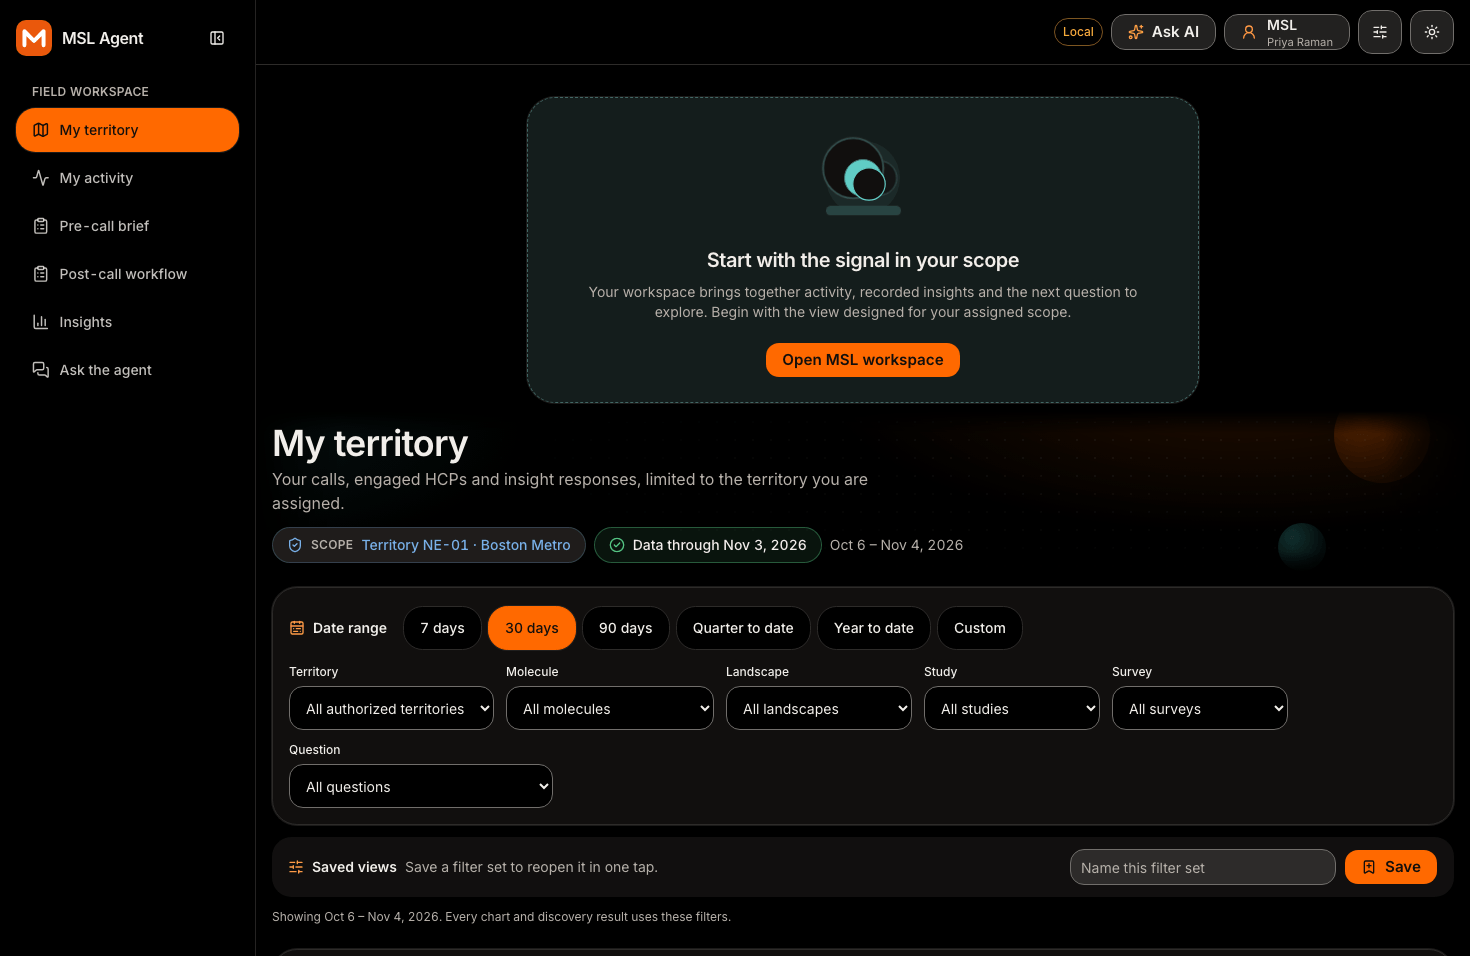 MSL Agent
Local
Ask AI
MSL
Priya Raman
FIELD WORKSPACE
My territory
My activity
Pre-call brief
Post-call workflow
Insights
Ask the agent
Start with the signal in your scope
Your workspace brings together activity, recorded insights and the next question to
explore. Begin with the view designed for your assigned scope.
Open MSL workspace
My territory
Your calls, engaged HCPs and insight responses, limited to the territory you are
assigned.
SCOPE Territory NE-01 · Boston Metro
Data through Nov 3, 2026
Oct 6 – Nov 4, 2026
Date range
7 days
30 days
90 days
Quarter to date
Year to date
Custom
Territory
All authorized territories
Molecule
All molecules
Landscape
All landscapes
Study
All studies
Survey
All surveys
Question
All questions
Saved views Save a filter set to reopen it in one tap.
Name this filter set
Save
Showing Oct 6 – Nov 4, 2026. Every chart and discovery result uses these filters.